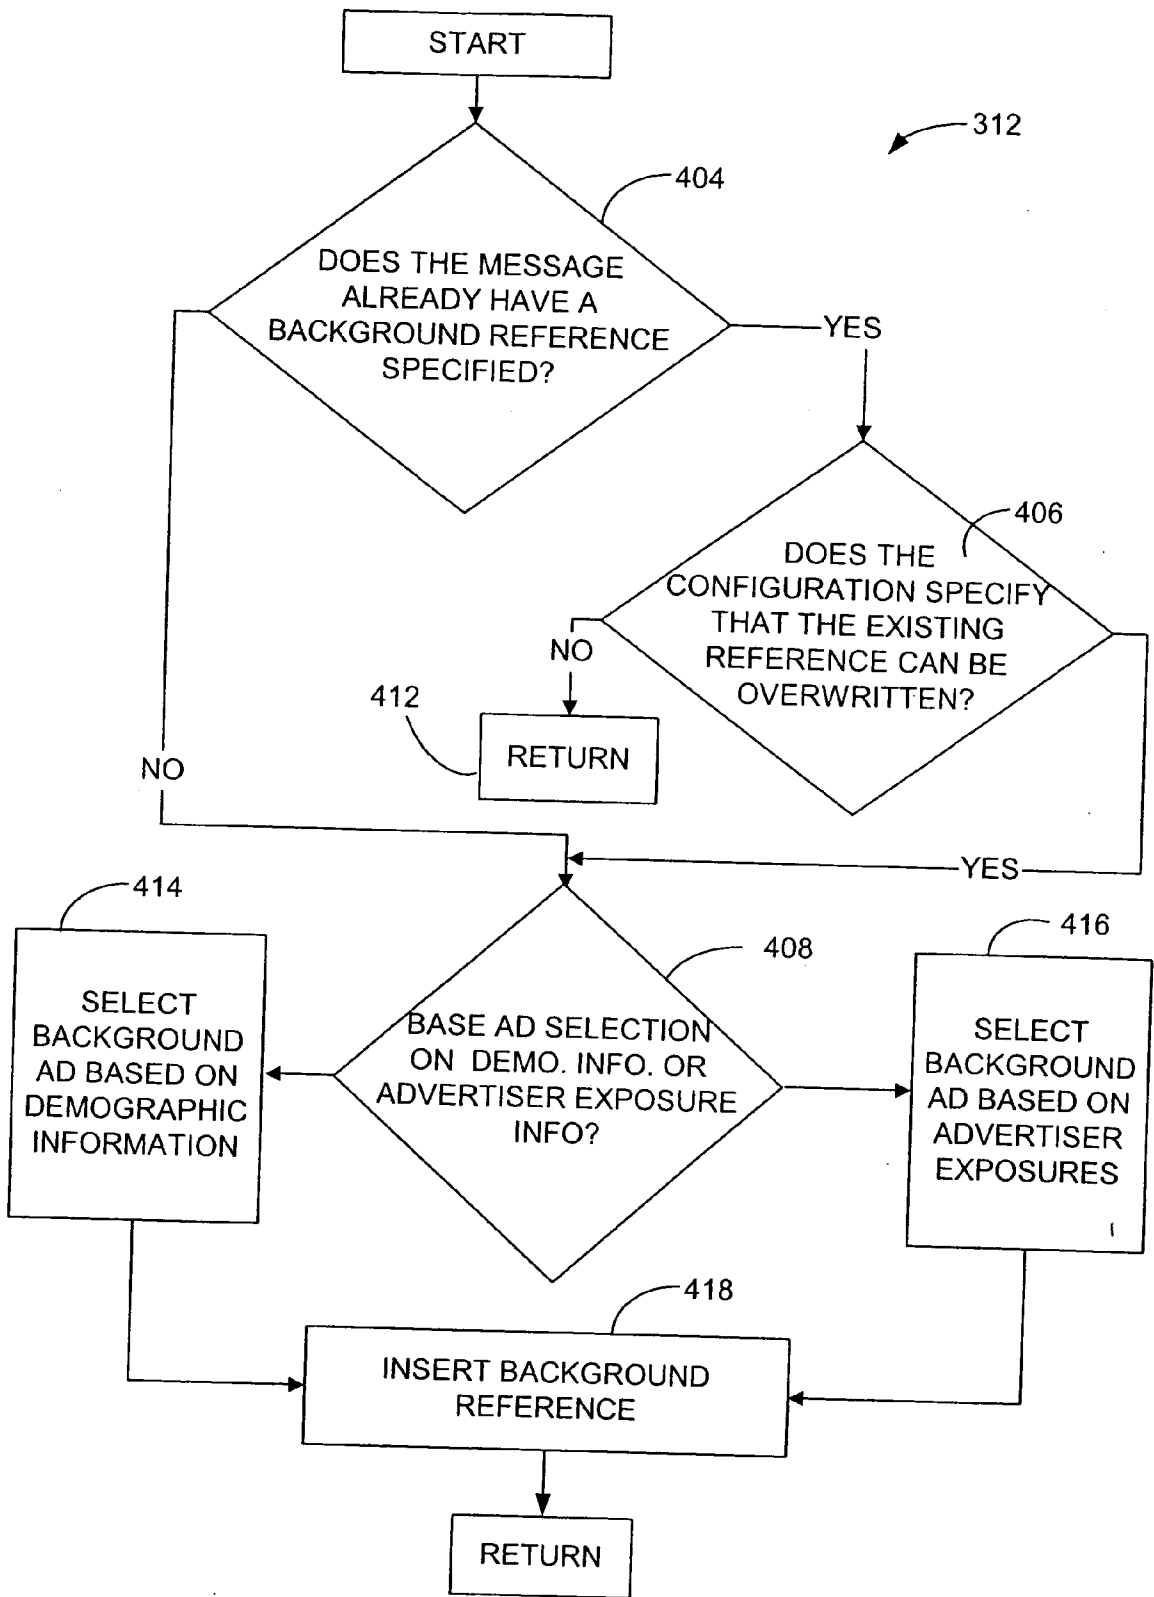 START
312
404
DOES THE MESSAGE
ALREADY HAVE A
BACKGROUND REFERENCE
SPECIFIED?
YES
406
DOES THE
CONFIGURATION SPECIFY
THAT THE EXISTING
REFERENCE CAN BE
OVERWRITTEN?
NO
412
RETURN
NO
YES
414
SELECT
BACKGROUND
AD BASED ON
DEMOGRAPHIC
INFORMATION
408
BASE AD SELECTION
ON DEMO. INFO. OR
ADVERTISER EXPOSURE
INFO?
416
SELECT
BACKGROUND
AD BASED ON
ADVERTISER
EXPOSURES
418
INSERT BACKGROUND
REFERENCE
RETURN